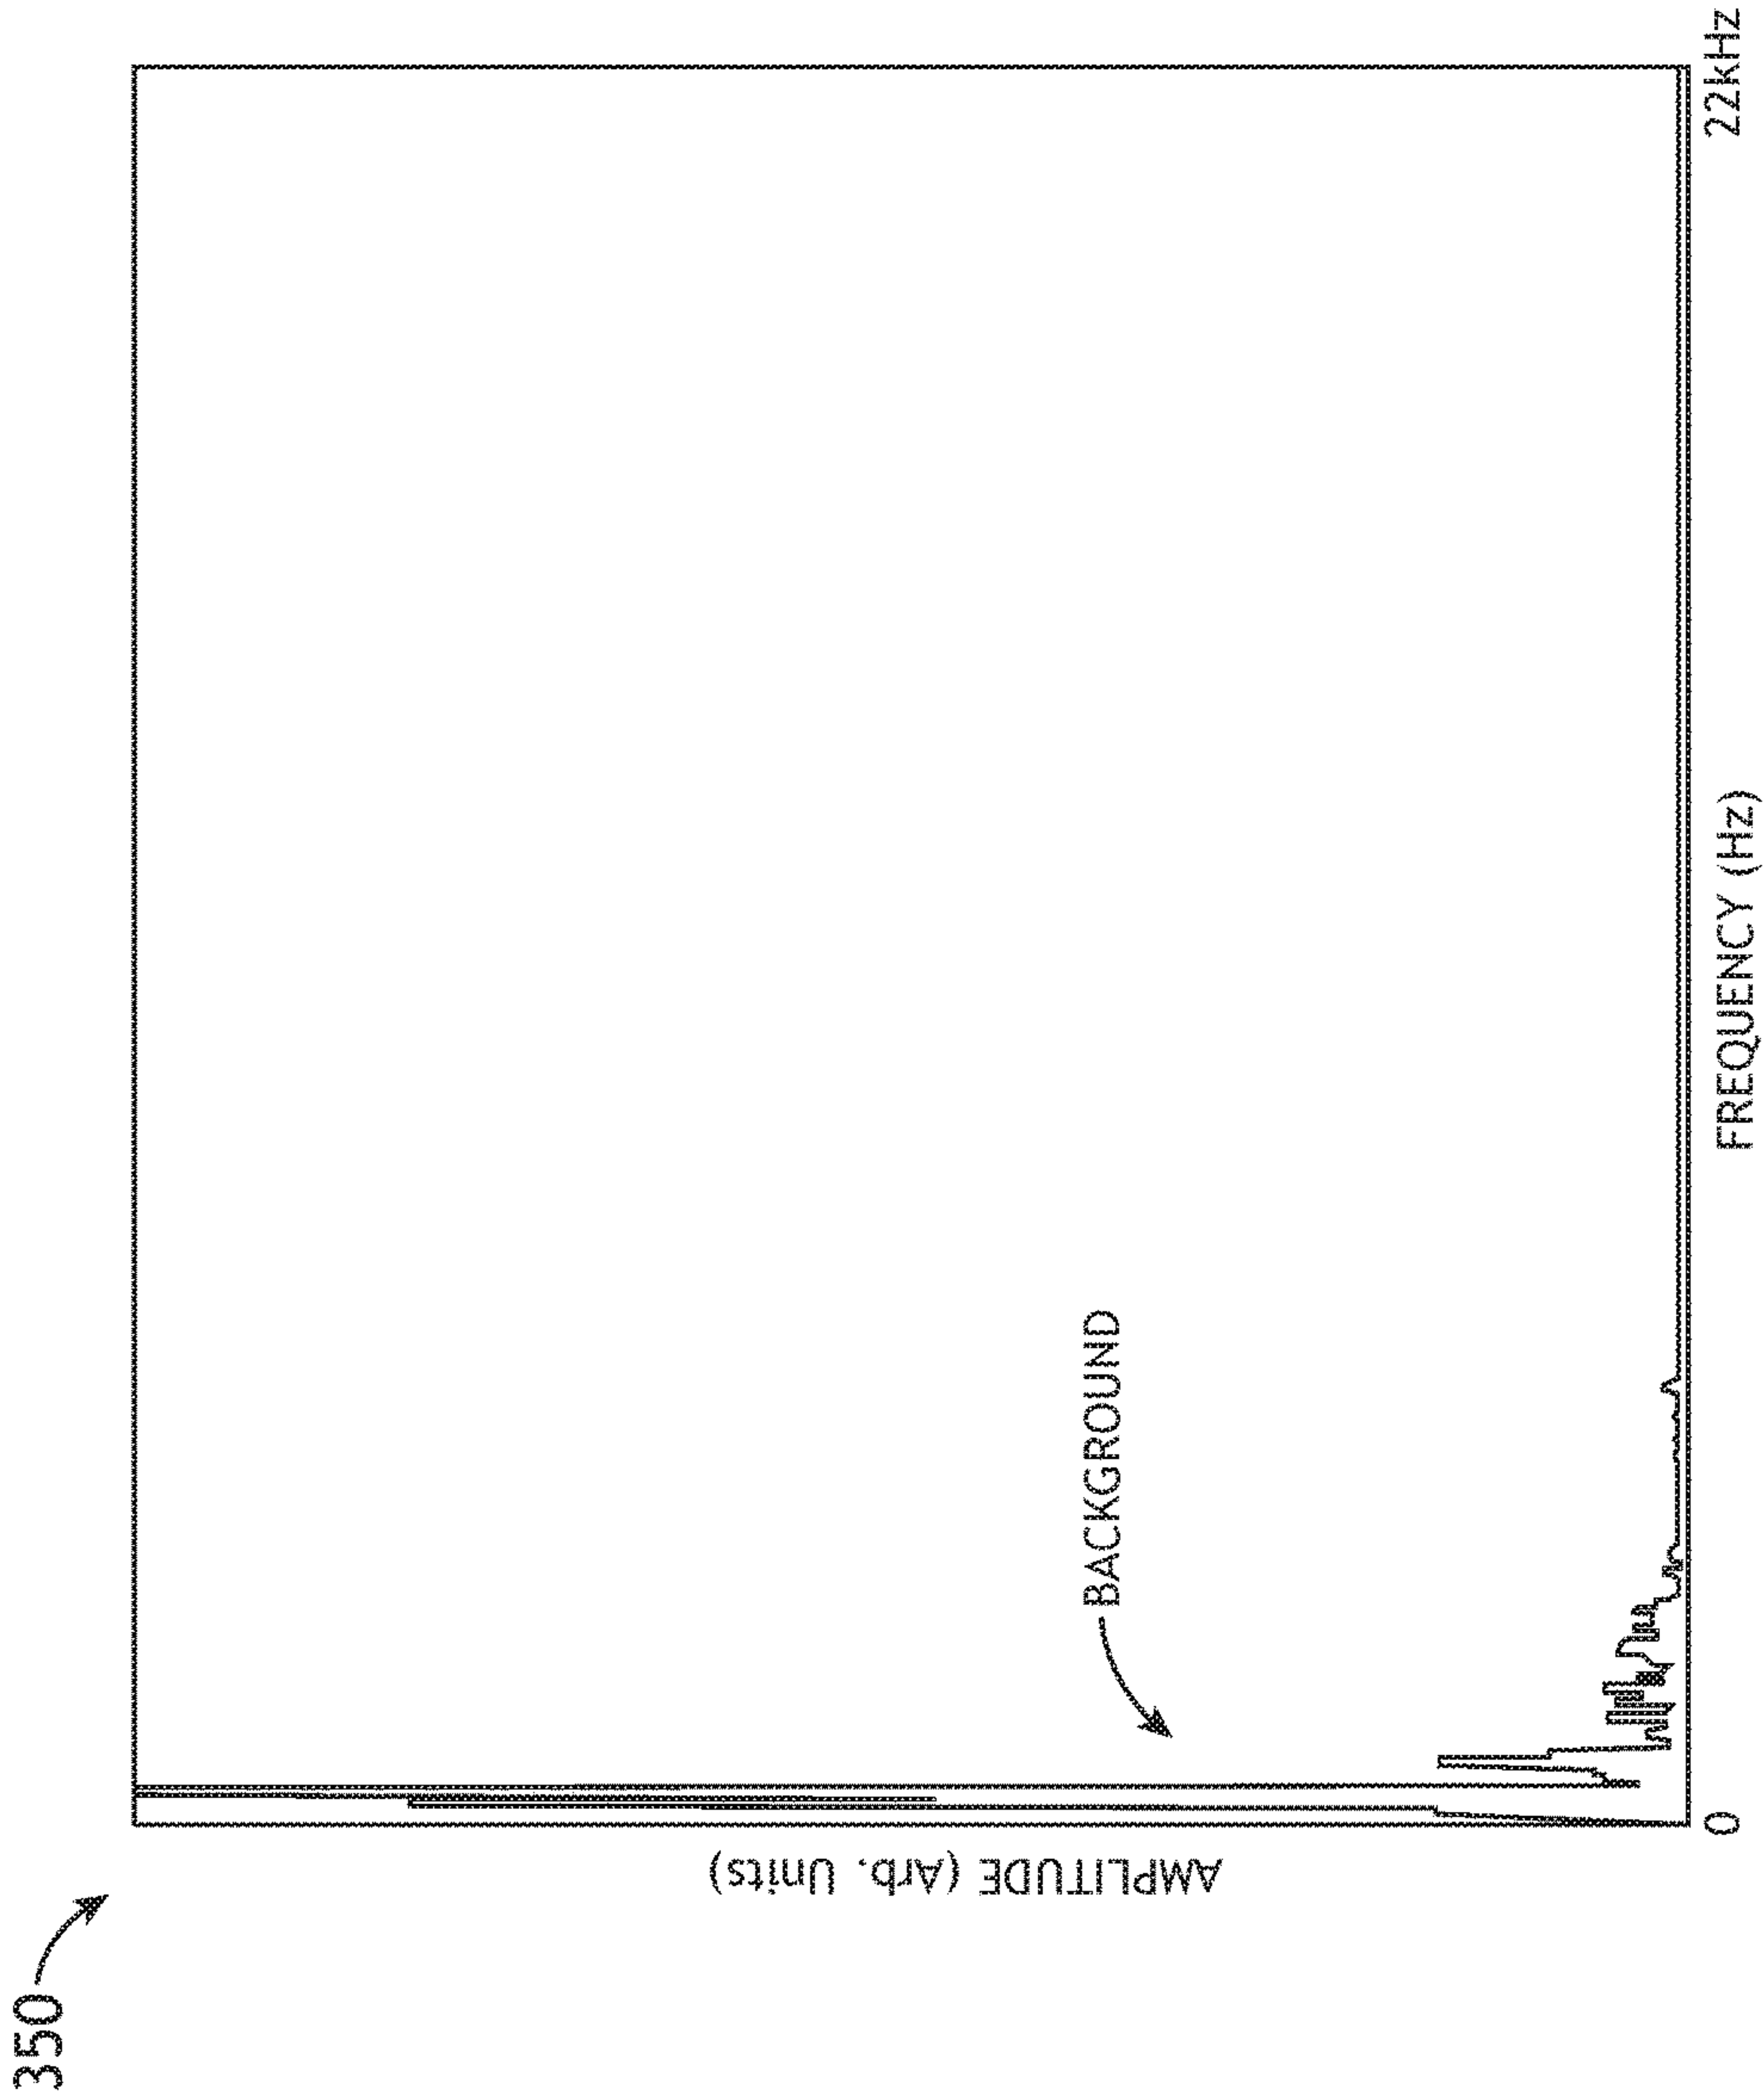 350
AMPLITUDE (Arb. Units)
BACKGROUND
0
22kHz
FREQUENCY (Hz)